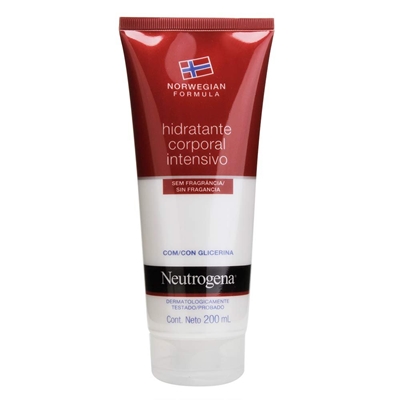 NORWEGIAN
FORMULA
hidratante
corporal
intensivo
SEM FRAGRÂNCIA/
SIN FRAGANCIA
COM/CON GLICERINA
Neutrogena®
DERMATOLOGICAMENTE
TESTADO/PROBADO
Cont. Neto 200 mL